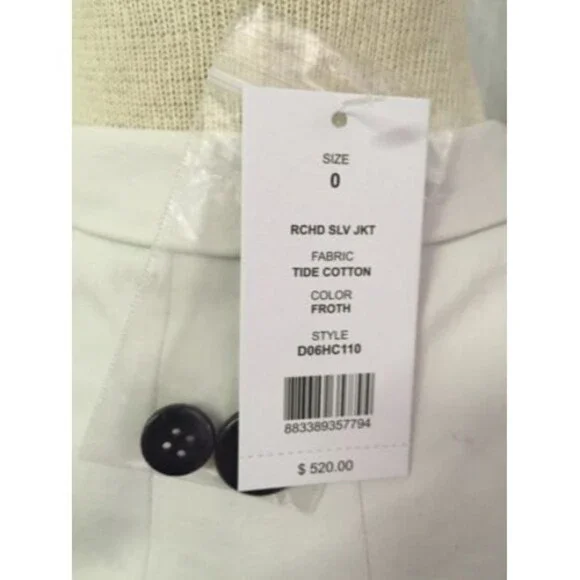 SIZE
0
RCHD SLV JKT
FABRIC
TIDE COTTON
COLOR
FROTH
STYLE
D06HC110
883389357794
$ 520.00